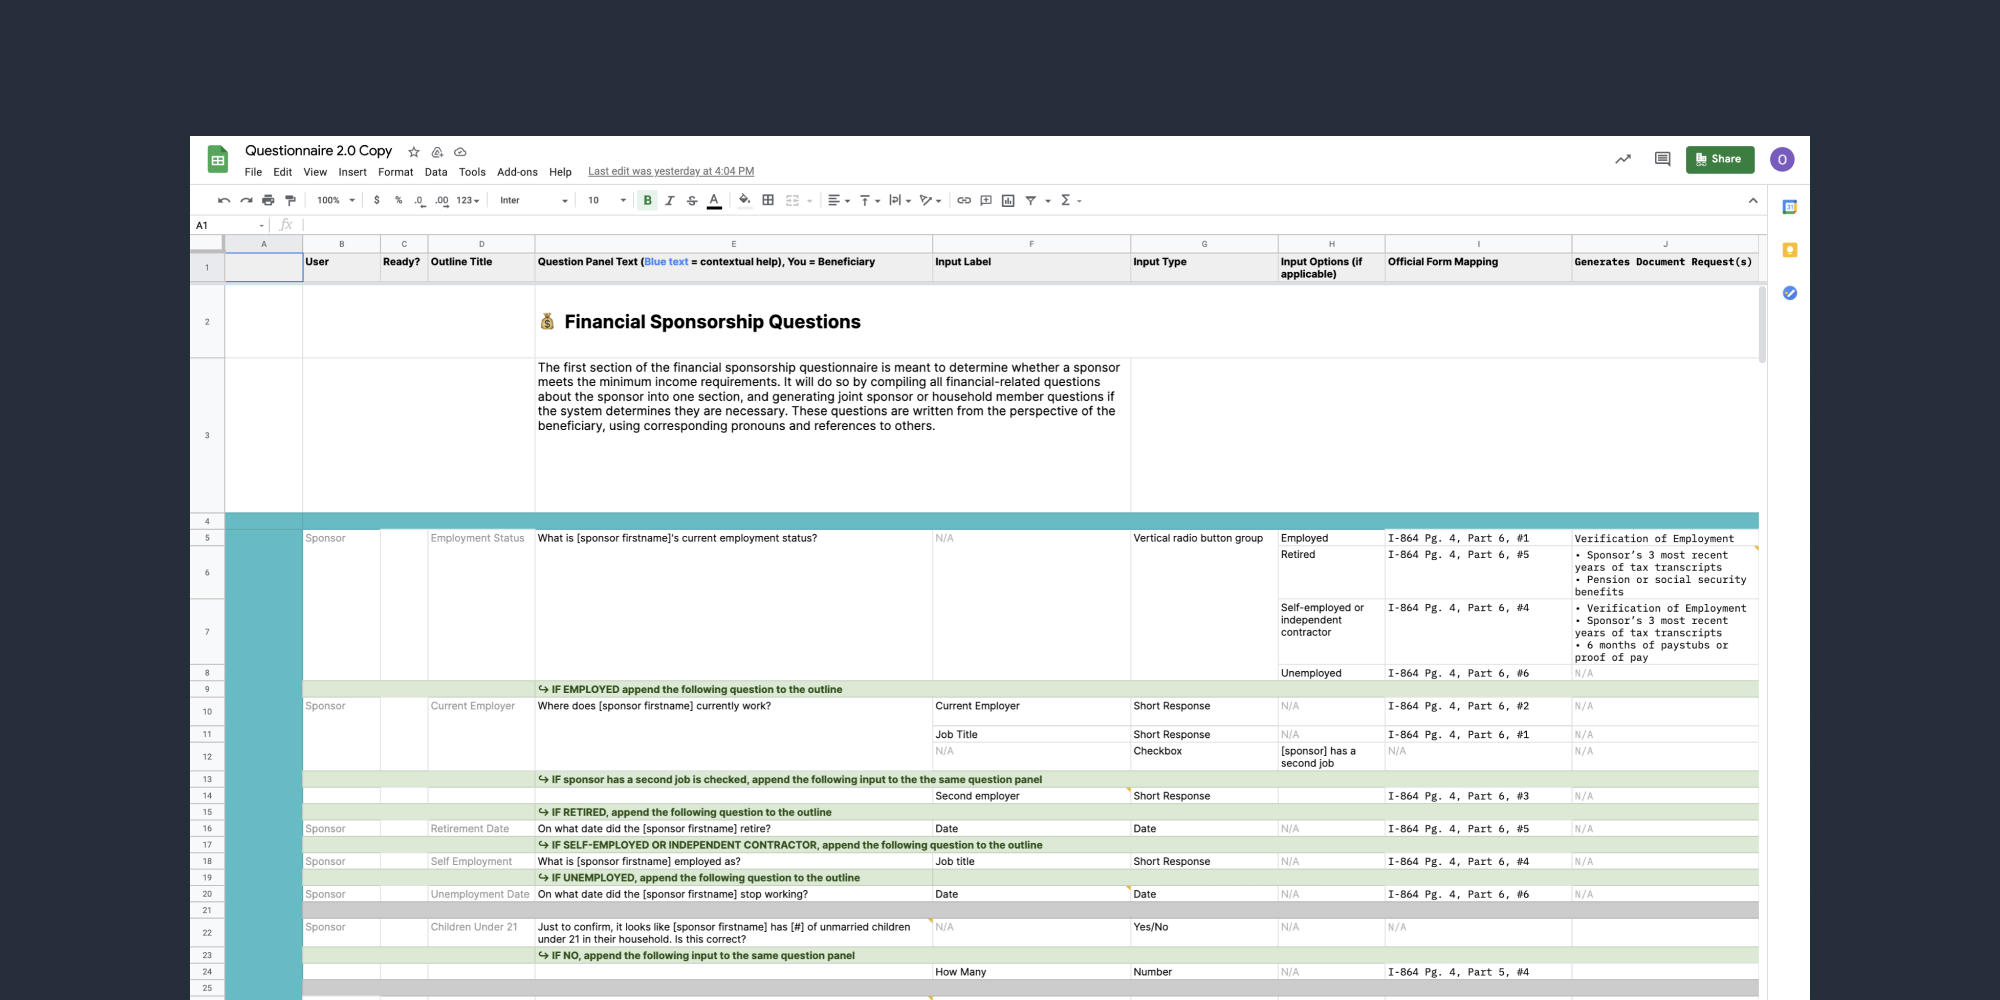 Questionnaire 2.0 Copy
File Edit View Insert Format Data Tools Add-ons Help Last edit was yesterday at 4:04 PM
Share
O
100% $ % .0 .00 123 Inter 10 B I S A Σ
31
A1 fx
A B C D E F G H I J
1 User Ready? Outline Title Question Panel Text (Blue text = contextual help), You = Beneficiary Input Label Input Type Input Options (if Official Form Mapping Generates Document Request(s)
applicable)
2 💰 Financial Sponsorship Questions
The first section of the financial sponsorship questionnaire is meant to determine whether a sponsor
meets the minimum income requirements. It will do so by compiling all financial-related questions
about the sponsor into one section, and generating joint sponsor or household member questions if
the system determines they are necessary. These questions are written from the perspective of the
beneficiary, using corresponding pronouns and references to others.
3
4
5 Sponsor Employment Status What is [sponsor firstname]'s current employment status? N/A Vertical radio button group Employed I-864 Pg. 4, Part 6, #1 Verification of Employment
6 Retired I-864 Pg. 4, Part 6, #5 • Sponsor's 3 most recent
years of tax transcripts
• Pension or social security
benefits
7 Self-employed or I-864 Pg. 4, Part 6, #4 • Verification of Employment
independent • Sponsor's 3 most recent
contractor years of tax transcripts
• 6 months of paystubs or
proof of pay
8 Unemployed I-864 Pg. 4, Part 6, #6 N/A
9 ↪ IF EMPLOYED append the following question to the outline
10 Sponsor Current Employer Where does [sponsor firstname] currently work? Current Employer Short Response N/A I-864 Pg. 4, Part 6, #2 N/A
11 Job Title Short Response N/A I-864 Pg. 4, Part 6, #1 N/A
12 N/A Checkbox [sponsor] has a N/A N/A
second job
13 ↪ IF sponsor has a second job is checked, append the following input to the the same question panel
14 Second employer Short Response I-864 Pg. 4, Part 6, #3 N/A
15 ↪ IF RETIRED, append the following question to the outline
16 Sponsor Retirement Date On what date did the [sponsor firstname] retire? Date Date N/A I-864 Pg. 4, Part 6, #5 N/A
17 ↪ IF SELF-EMPLOYED OR INDEPENDENT CONTRACTOR, append the following question to the outline
18 Sponsor Self Employment What is [sponsor firstname] employed as? Job title Short Response N/A I-864 Pg. 4, Part 6, #4 N/A
19 ↪ IF UNEMPLOYED, append the following question to the outline
20 Sponsor Unemployment Date On what date did the [sponsor firstname] stop working? Date Date N/A I-864 Pg. 4, Part 6, #6 N/A
21
22 Sponsor Children Under 21 Just to confirm, it looks like [sponsor firstname] has [#] of unmarried children N/A Yes/No N/A N/A
under 21 in their household. Is this correct?
23 ↪ IF NO, append the following input to the same question panel
24 How Many Number N/A I-864 Pg. 4, Part 5, #4
25